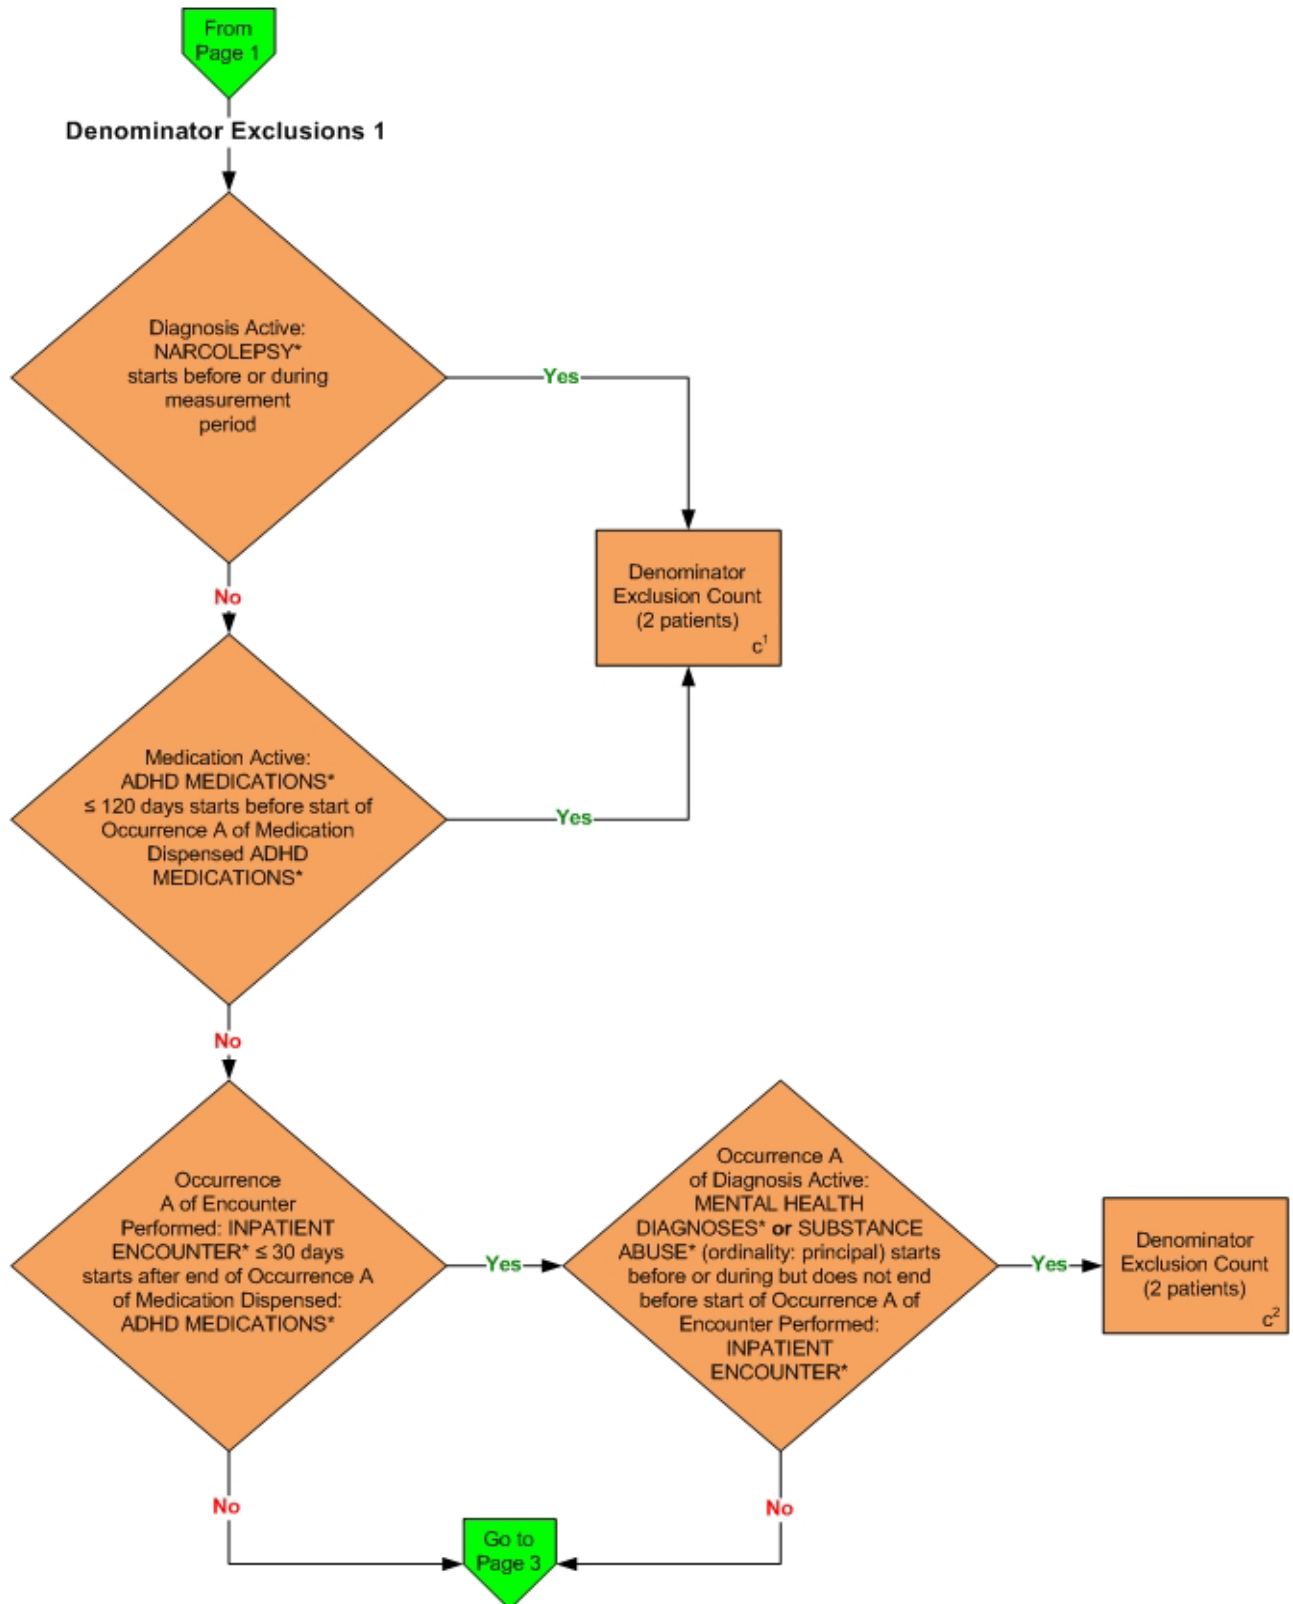 From
Page 1
Denominator Exclusions 1
Diagnosis Active:
NARCOLEPSY*
starts before or during
measurement
period
Yes
Denominator
Exclusion Count
(2 patients)
c¹
No
Medication Active:
ADHD MEDICATIONS*
≤ 120 days starts before start of
Occurrence A of Medication
Dispensed ADHD
MEDICATIONS*
Yes
No
Occurrence
A of Encounter
Performed: INPATIENT
ENCOUNTER* ≤ 30 days
starts after end of Occurrence A
of Medication Dispensed:
ADHD MEDICATIONS*
Yes
Occurrence A
of Diagnosis Active:
MENTAL HEALTH
DIAGNOSES* or SUBSTANCE
ABUSE* (ordinality: principal) starts
before or during but does not end
before start of Occurrence A of
Encounter Performed:
INPATIENT
ENCOUNTER*
Yes
Denominator
Exclusion Count
(2 patients)
c²
No
No
Go to
Page 3